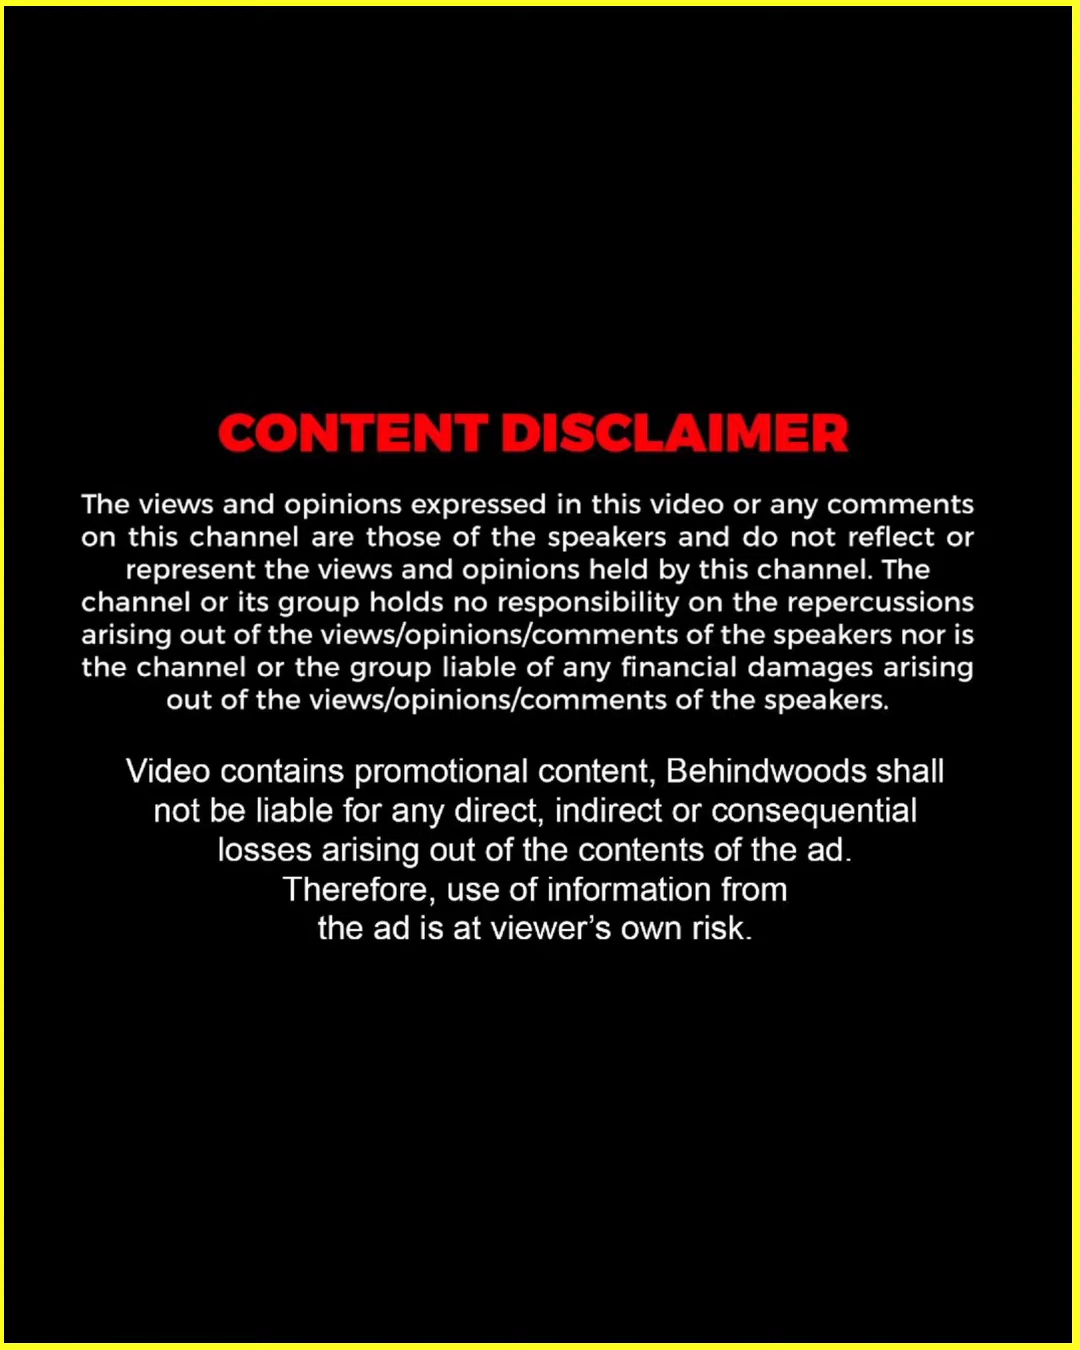 CONTENT DISCLAIMER
The views and opinions expressed in this video or any comments
on this channel are those of the speakers and do not reflect or
represent the views and opinions held by this channel. The
channel or its group holds no responsibility on the repercussions
arising out of the views/opinions/comments of the speakers nor is
the channel or the group liable of any financial damages arising
out of the views/opinions/comments of the speakers.
Video contains promotional content, Behindwoods shall
not be liable for any direct, indirect or consequential
losses arising out of the contents of the ad.
Therefore, use of information from
the ad is at viewer’s own risk.